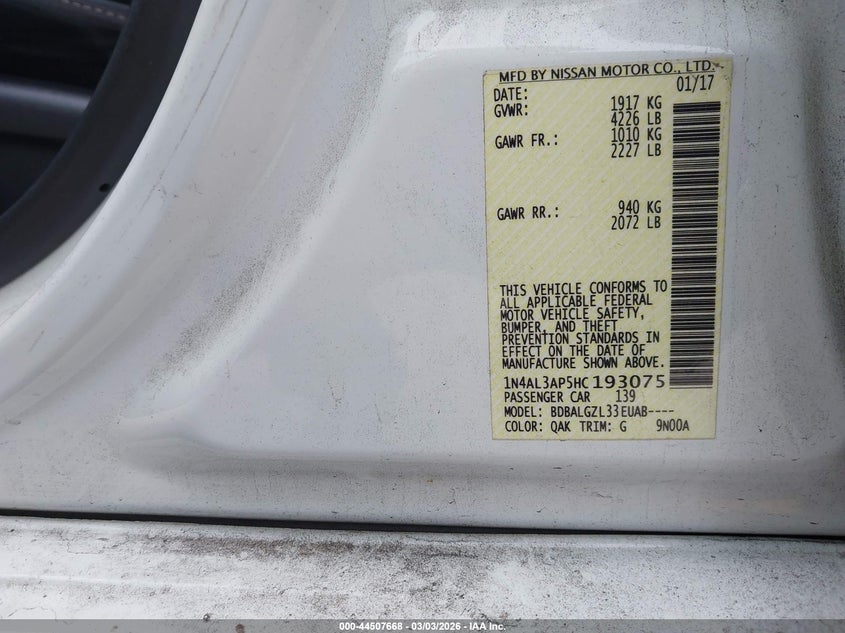 MFD BY NISSAN MOTOR CO., LTD.
DATE: 01/17
GVWR: 1917 KG
4226 LB
GAWR FR.: 1010 KG
2227 LB
GAWR RR.: 940 KG
2072 LB
THIS VEHICLE CONFORMS TO
ALL APPLICABLE FEDERAL
MOTOR VEHICLE SAFETY,
BUMPER, AND THEFT
PREVENTION STANDARDS IN
EFFECT ON THE DATE OF
MANUFACTURE SHOWN ABOVE.
1N4AL3AP5HC193075
PASSENGER CAR 139
MODEL: BDBALGZL33EUAB----
COLOR: QAK TRIM: G 9N00A
000-44507668 - 03/03/2026 - IAA Inc.